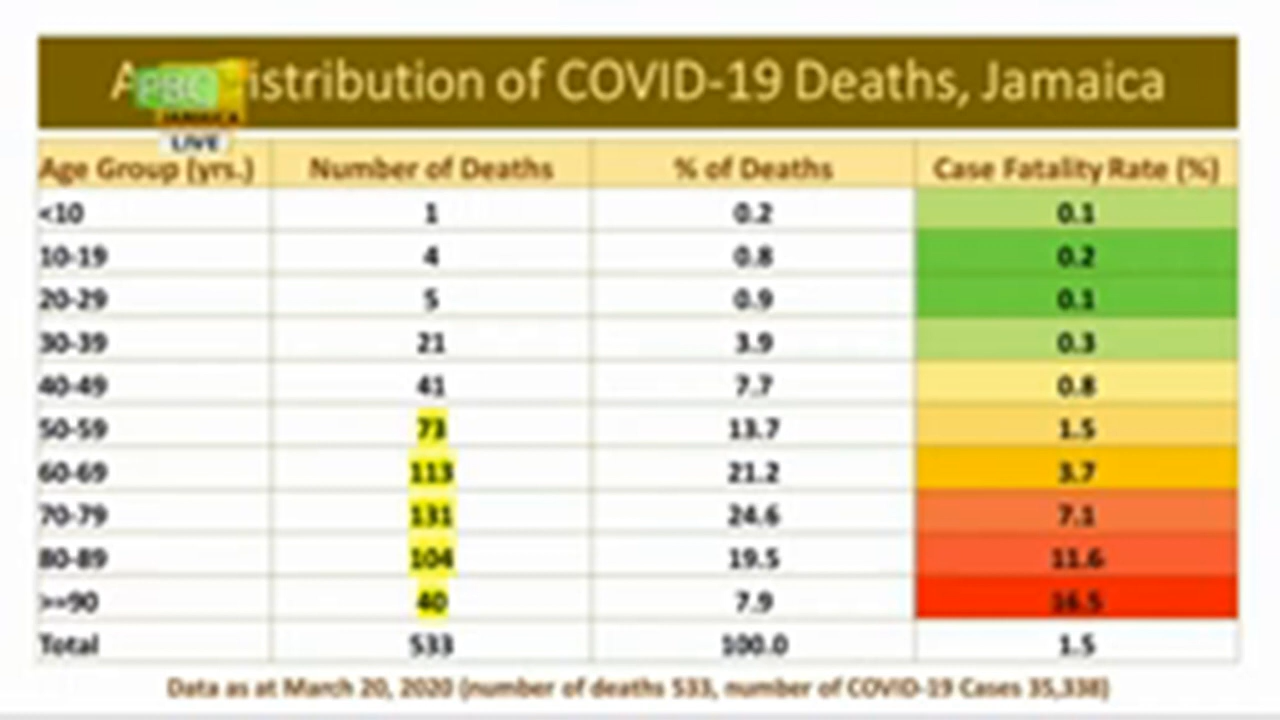 A istribution of COVID-19 Deaths, Jamaica
PBC
JAMAICA
LIVE
Age Group (yrs.) Number of Deaths % of Deaths Case Fatality Rate (%)
<10 1 0.2 0.1
10-19 4 0.8 0.2
20-29 5 0.9 0.1
30-39 21 3.9 0.3
40-49 41 7.7 0.8
50-59 73 13.7 1.5
60-69 113 21.2 3.7
70-79 131 24.6 7.1
80-89 104 19.5 11.6
>=90 40 7.9 16.5
Total 533 100.0 1.5
Data as at March 20, 2020 (number of deaths 533, number of COVID-19 Cases 35,338)